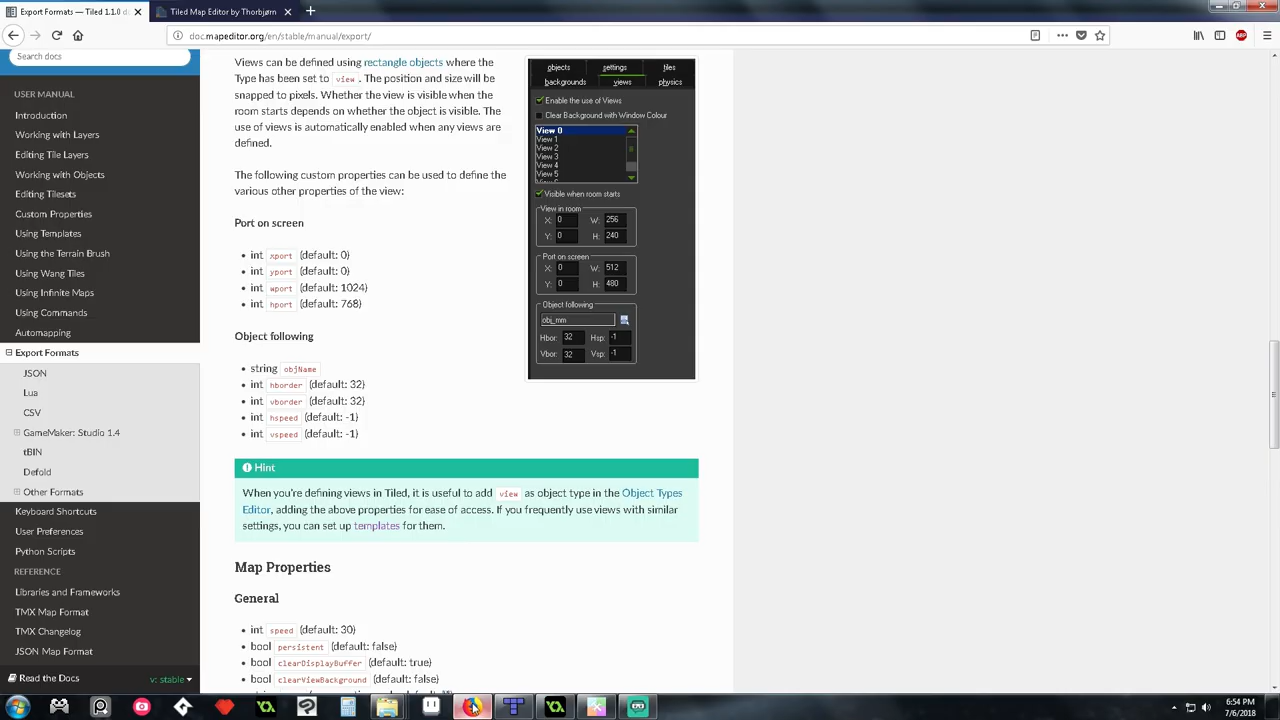 Export Formats — Tiled 1.1.0 d
Tiled Map Editor by Thorbjørn
doc.mapeditor.org/en/stable/manual/export/
Search docs
USER MANUAL
Introduction
Working with Layers
Editing Tile Layers
Working with Objects
Editing Tilesets
Custom Properties
Using Templates
Using the Terrain Brush
Using Wang Tiles
Using Infinite Maps
Using Commands
Automapping
Export Formats
JSON
Lua
CSV
GameMaker: Studio 1.4
tBIN
Defold
Other Formats
Keyboard Shortcuts
User Preferences
Python Scripts
REFERENCE
Libraries and Frameworks
TMX Map Format
TMX Changelog
JSON Map Format
Read the Docs
v: stable
Views can be defined using rectangle objects where the
Type has been set to view . The position and size will be
snapped to pixels. Whether the view is visible when the
room starts depends on whether the object is visible. The
use of views is automatically enabled when any views are
defined.
The following custom properties can be used to define the
various other properties of the view:
Port on screen
int xport (default: 0)
int yport (default: 0)
int wport (default: 1024)
int hport (default: 768)
Object following
string objName
int hborder (default: 32)
int vborder (default: 32)
int hspeed (default: -1)
int vspeed (default: -1)
objects settings tiles
backgrounds views physics
Enable the use of Views
Clear Background with Window Colour
View 0
View 1
View 2
View 3
View 4
View 5
Visible when room starts
View in room
X: 0 W: 256
Y: 0 H: 240
Port on screen
X: 0 W: 512
Y: 0 H: 480
Object following
obj_mm
Hbor: 32 Hsp: -1
Vbor: 32 Vsp: -1
Hint
When you're defining views in Tiled, it is useful to add view as object type in the Object Types
Editor, adding the above properties for ease of access. If you frequently use views with similar
settings, you can set up templates for them.
Map Properties
General
int speed (default: 30)
bool persistent (default: false)
bool clearDisplayBuffer (default: true)
bool clearViewBackground (default: false)
6:54 PM
7/6/2018